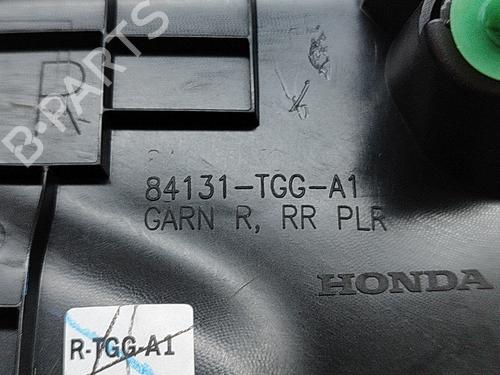 B-PARTS
R
84131-TGG-A1
GARN R, RR PLR
HONDA
R-TGG-A1